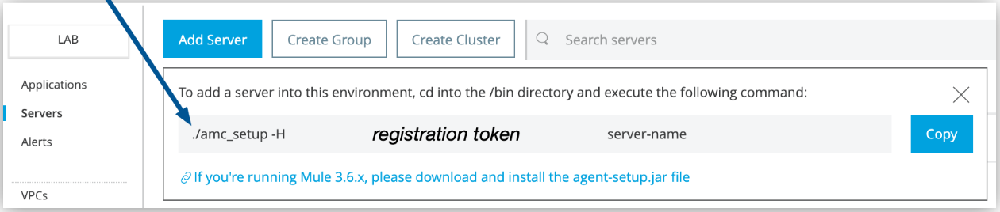 LAB
Applications
Servers
Alerts
VPCs
Add Server Create Group Create Cluster Search servers
To add a server into this environment, cd into the /bin directory and execute the following command:
./amc_setup -H registration token server-name Copy
If you're running Mule 3.6.x, please download and install the agent-setup.jar file